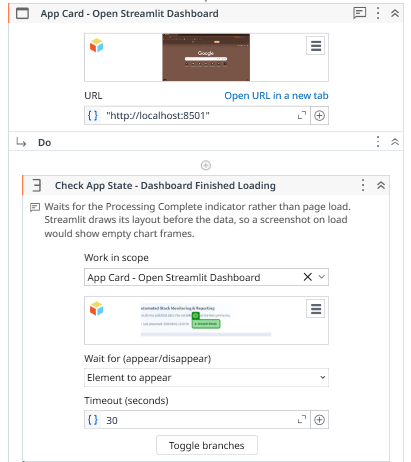 App Card - Open Streamlit Dashboard
Google
URL
Open URL in a new tab
"http://localhost:8501"
Do
Check App State - Dashboard Finished Loading
Waits for the Processing Complete indicator rather than page load.
Streamlit draws its layout before the data, so a screenshot on load
would show empty chart frames.
Work in scope
App Card - Open Streamlit Dashboard
Stock Monitoring & Reporting
Wait for (appear/disappear)
Element to appear
Timeout (seconds)
30
Toggle branches